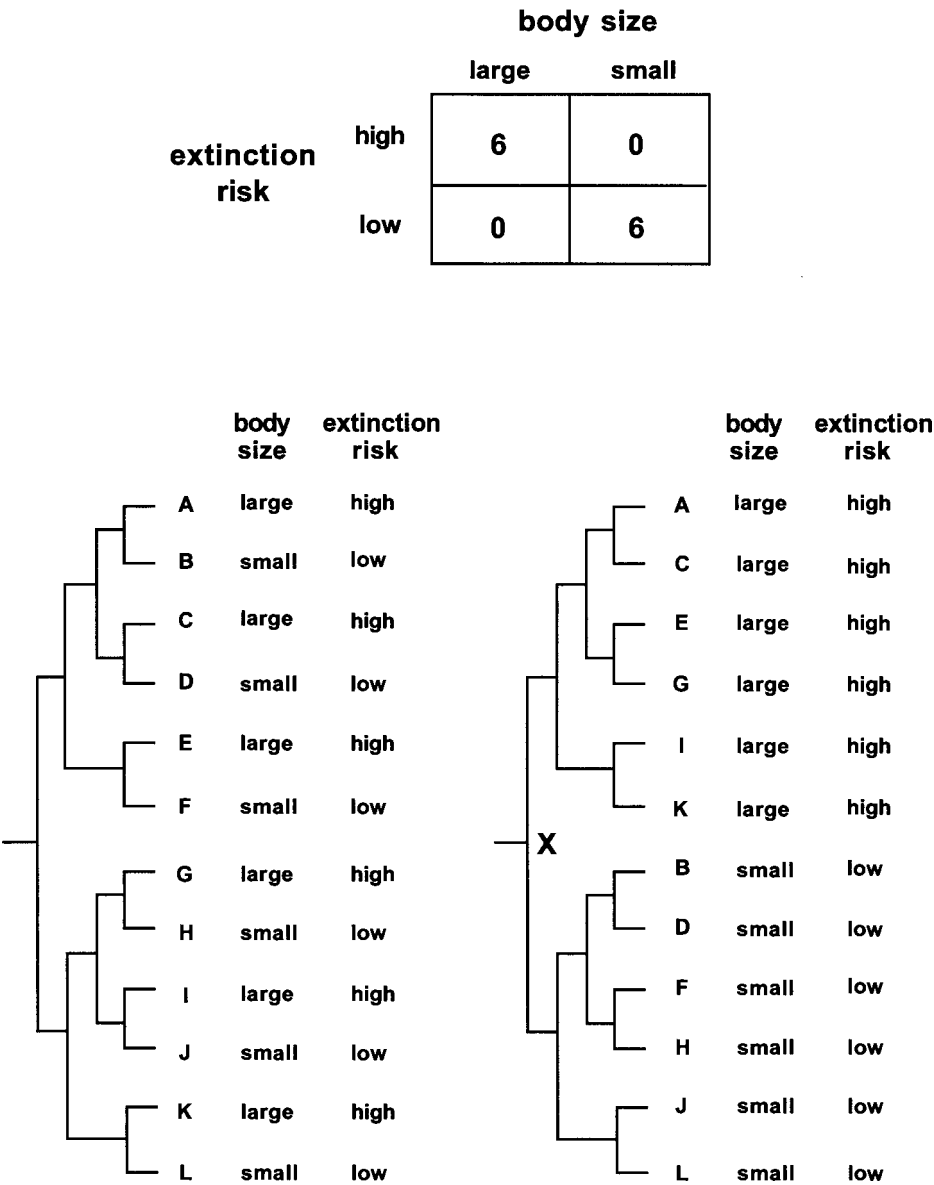 body size
large small
high 6 0
extinction
risk
low 0 6
body extinction
size risk
A large high
B small low
C large high
D small low
E large high
F small low
G large high
H small low
I large high
J small low
K large high
L small low
body extinction
size risk
A large high
C large high
E large high
G large high
I large high
K large high
X
B small low
D small low
F small low
H small low
J small low
L small low